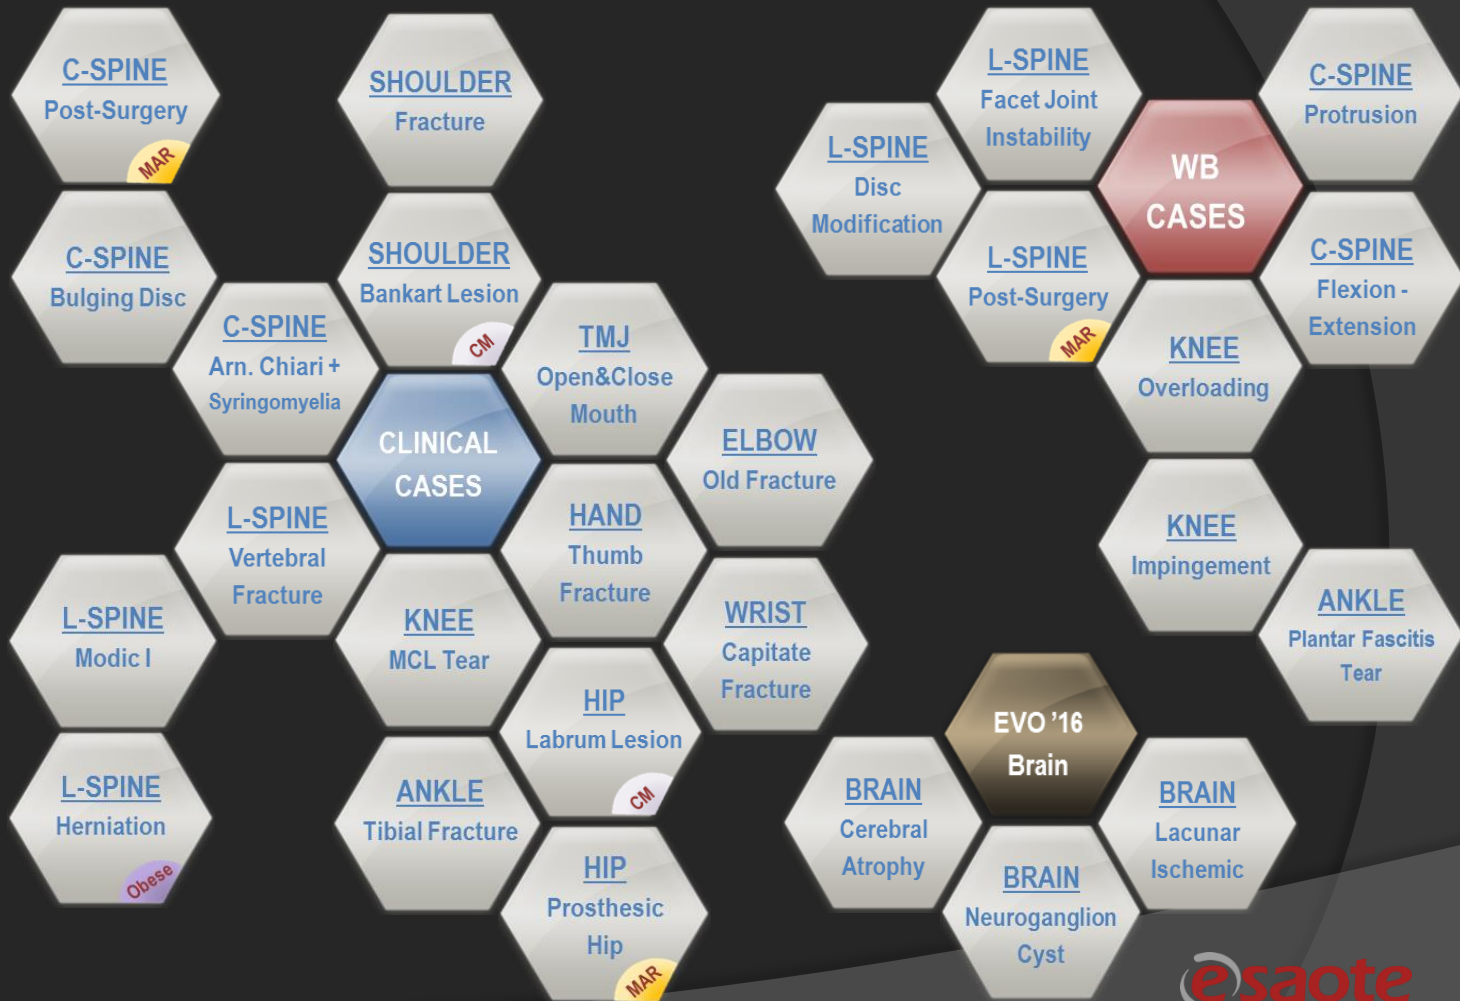 C-SPINE
Post-Surgery
MAR
SHOULDER
Fracture
C-SPINE
Bulging Disc
SHOULDER
Bankart Lesion
CM
C-SPINE
Arn. Chiari +
Syringomyelia
TMJ
Open&Close
Mouth
CLINICAL
CASES
ELBOW
Old Fracture
L-SPINE
Vertebral
Fracture
HAND
Thumb
Fracture
L-SPINE
Modic I
KNEE
MCL Tear
WRIST
Capitate
Fracture
HIP
Labrum Lesion
CM
L-SPINE
Herniation
Obese
ANKLE
Tibial Fracture
HIP
Prosthesic
Hip
MAR
L-SPINE
Facet Joint
Instability
C-SPINE
Protrusion
L-SPINE
Disc
Modification
WB
CASES
L-SPINE
Post-Surgery
MAR
C-SPINE
Flexion -
Extension
KNEE
Overloading
KNEE
Impingement
ANKLE
Plantar Fascitis
Tear
EVO '16
Brain
BRAIN
Cerebral
Atrophy
BRAIN
Lacunar
Ischemic
BRAIN
Neuroganglion
Cyst
esaote